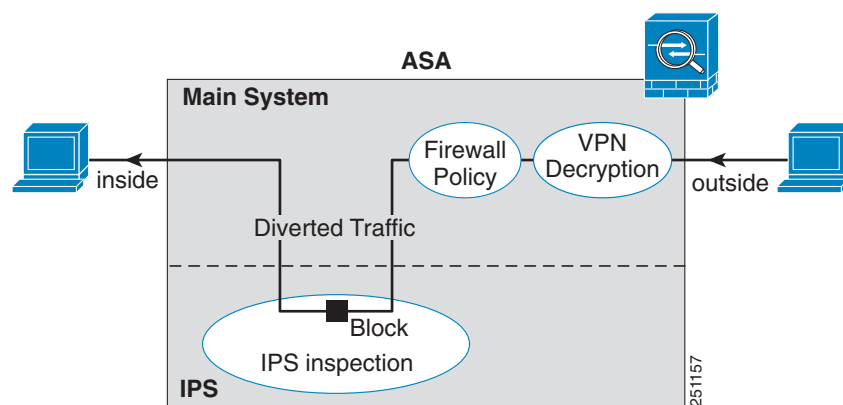 ASA
Main System
Firewall
Policy
VPN
Decryption
inside
outside
Diverted Traffic
Block
IPS inspection
IPS
251157